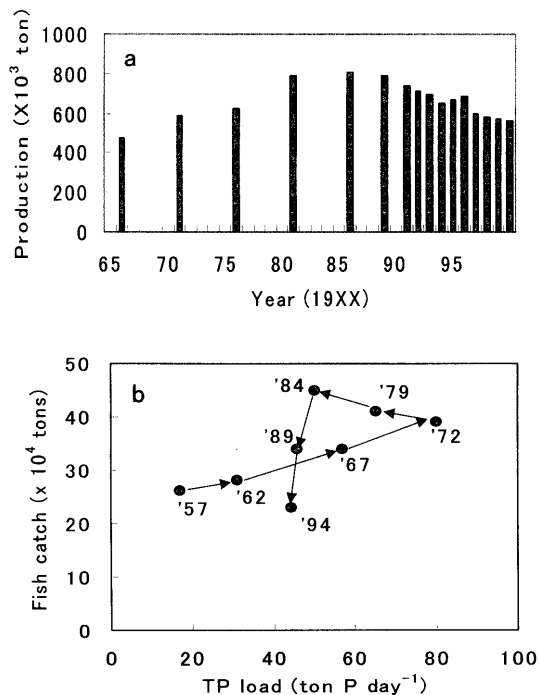 1000
800
600
400
200
0
a
Production (X10³ ton)
65 70 75 80 85 90 95
Year (19XX)
50
40
30
20
10
0
b
'84
'79
'72
'89
'67
'62
'57
'94
Fish catch (x 10⁴ tons)
0 20 40 60 80 100
TP load (ton P day⁻¹)